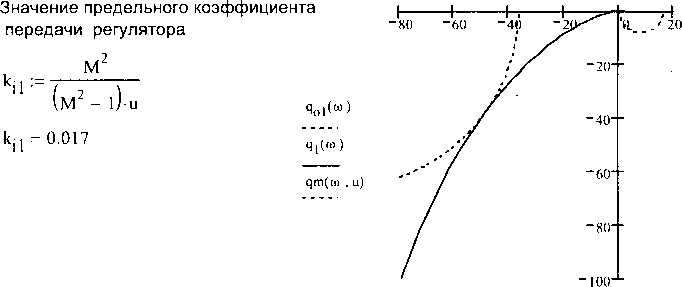 Значение предельного коэффициента
передачи регулятора
k_i1 := M^2 / ((M^2 − 1)·u)
k_i1 = 0.017
q_o1(ω)
q_1(ω)
qm(ω,u)
−80 −60 −40 −20 0 20
−20
−40
−60
−80
−100